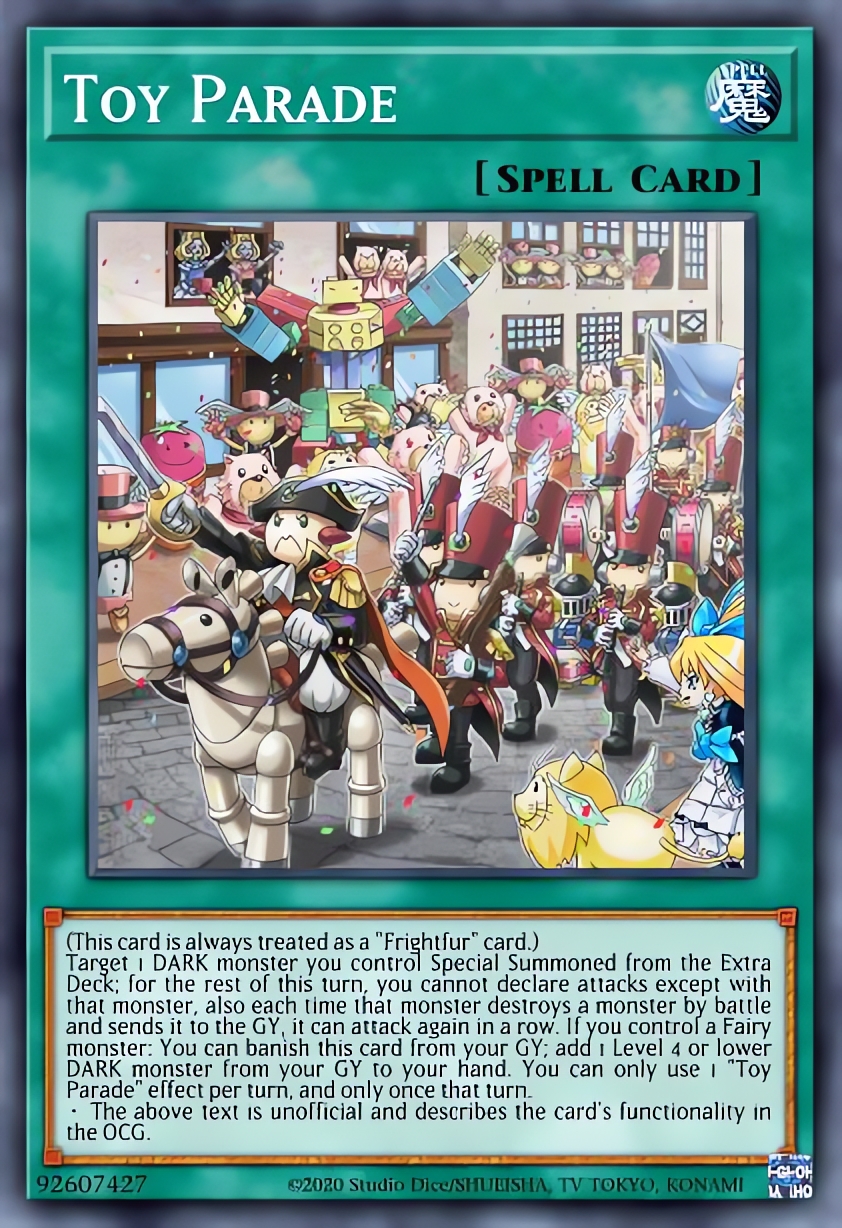 TOY PARADE
魔
[SPELL CARD]
(This card is always treated as a "Frightfur" card.)
Target 1 DARK monster you control Special Summoned from the Extra
Deck; for the rest of this turn, you cannot declare attacks except with
that monster, also each time that monster destroys a monster by battle
and sends it to the GY, it can attack again in a row. If you control a Fairy
monster: You can banish this card from your GY; add 1 Level 4 or lower
DARK monster from your GY to your hand. You can only use 1 "Toy
Parade" effect per turn, and only once that turn.
· The above text is unofficial and describes the card's functionality in
the OCG.
92607427 ©2020 Studio Dice/SHUEISHA, TV TOKYO, KONAMI